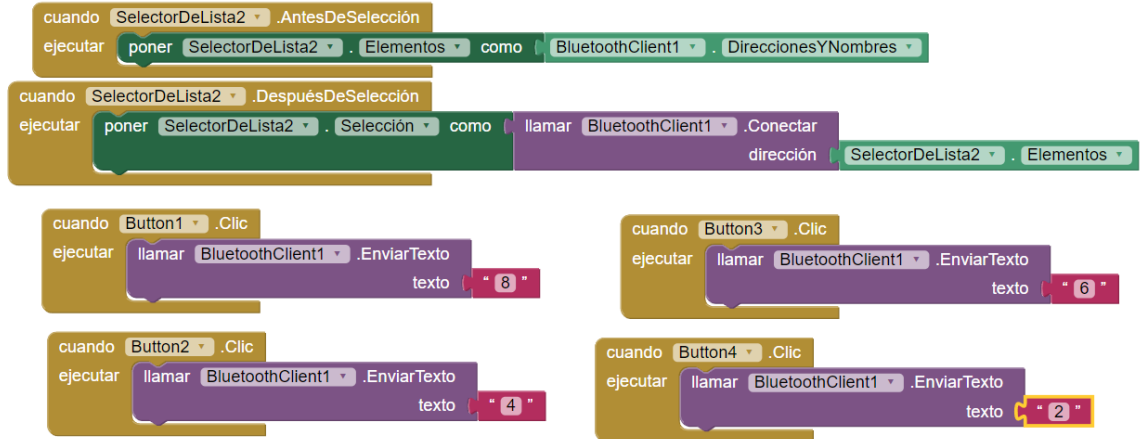 cuando SelectorDeLista2 .AntesDeSelección
ejecutar poner SelectorDeLista2 . Elementos como BluetoothClient1 . DireccionesYNombres
cuando SelectorDeLista2 .DespuésDeSelección
ejecutar poner SelectorDeLista2 . Selección como llamar BluetoothClient1 .Conectar
dirección SelectorDeLista2 . Elementos
cuando Button1 .Clic
ejecutar llamar BluetoothClient1 .EnviarTexto
texto " 8 "
cuando Button3 .Clic
ejecutar llamar BluetoothClient1 .EnviarTexto
texto " 6 "
cuando Button2 .Clic
ejecutar llamar BluetoothClient1 .EnviarTexto
texto " 4 "
cuando Button4 .Clic
ejecutar llamar BluetoothClient1 .EnviarTexto
texto " 2 "